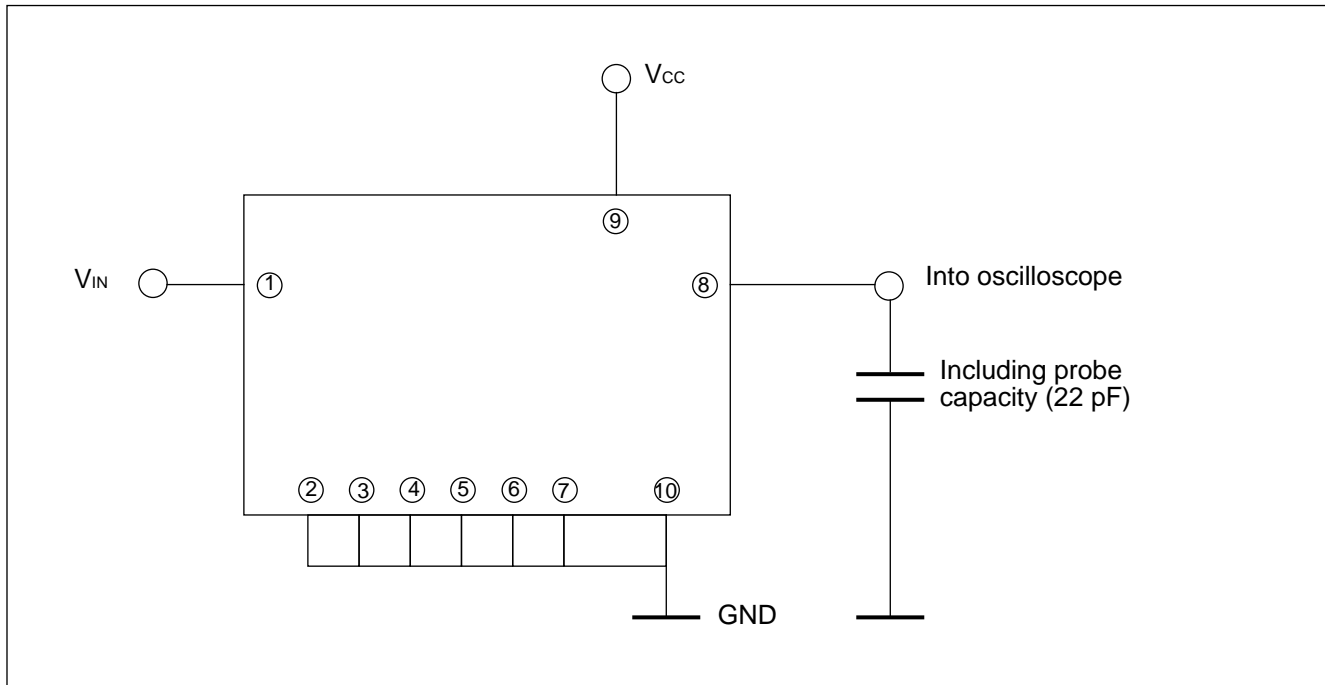 VCC
⑨
VIN
①
⑧
Into oscilloscope
Including probe
capacity (22 pF)
② ③ ④ ⑤ ⑥ ⑦ ⑩
GND